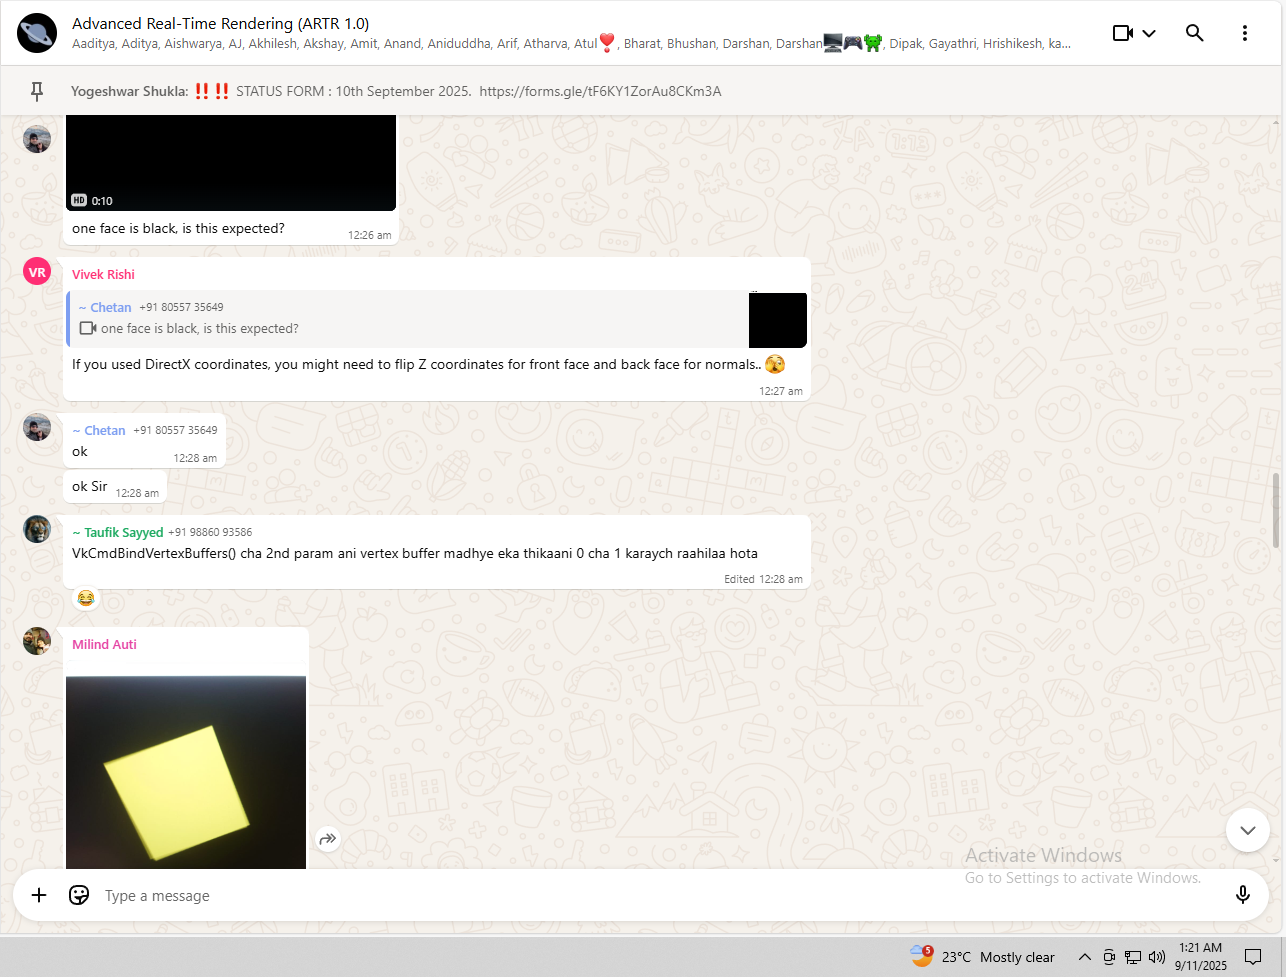 Advanced Real-Time Rendering (ARTR 1.0)
Aaditya, Aditya, Aishwarya, AJ, Akhilesh, Akshay, Amit, Anand, Aniduddha, Arif, Atharva, Atul❣️, Bharat, Bhushan, Darshan, Darshan🖥️🎮👾, Dipak, Gayathri, Hrishikesh, ka...
Yogeshwar Shukla: ‼️‼️ STATUS FORM : 10th September 2025. https://forms.gle/tF6KY1ZorAu8CKm3A
HD 0:10
one face is black, is this expected?
12:26 am
VR
Vivek Rishi
~ Chetan +91 80557 35649
one face is black, is this expected?
If you used DirectX coordinates, you might need to flip Z coordinates for front face and back face for normals.. 🫣
12:27 am
~ Chetan +91 80557 35649
ok
12:28 am
ok Sir 12:28 am
~ Taufik Sayyed +91 98860 93586
VkCmdBindVertexBuffers() cha 2nd param ani vertex buffer madhye eka thikaani 0 cha 1 karaych raahilaa hota
Edited 12:28 am
😂
Milind Auti
Activate Windows
Go to Settings to activate Windows.
Type a message
5
23°C Mostly clear
1:21 AM
9/11/2025